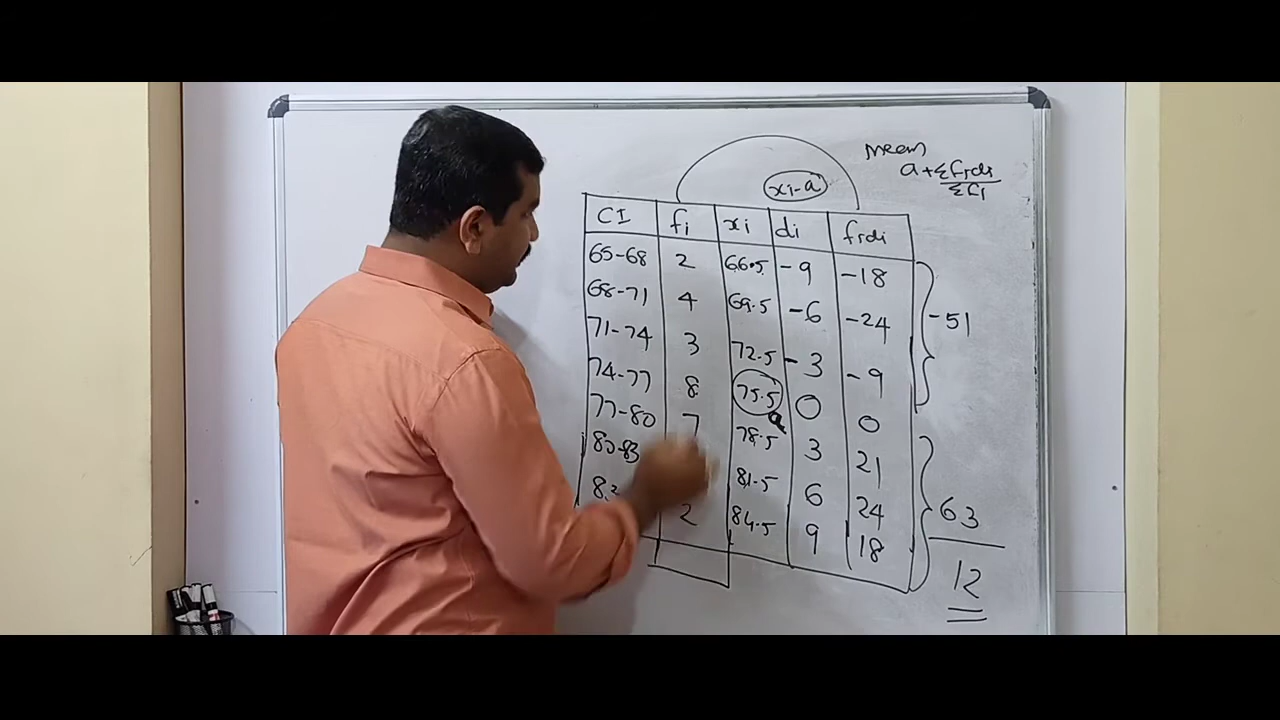 mean
a+Σfidi
Σfi
xi-a
CI fi xi di fidi
65-68 2 66.5 -9 -18
68-71 4 69.5 -6 -24
71-74 3 72.5 -3 -9
74-77 8 75.5 0 0
a
77-80 7 78.5 3 21
80-83 81.5 6 24
2 84.5 9 18
-51
63
12